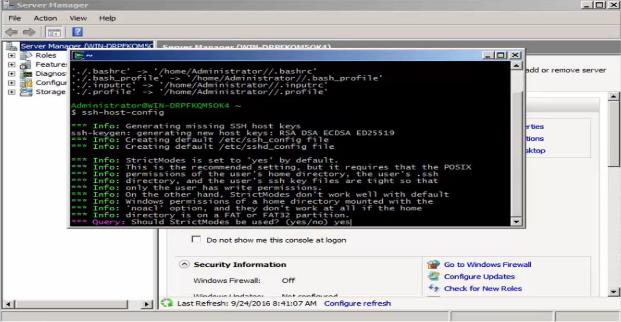 Server Manager
File Action View Help
Server Manager (WIN-DRPFKQM5OK4)
Roles
Features
Diagnos
Configur
Storage
~
'./.bashrc' -> '/home/Administrator//.bashrc'
'./.bash_profile' -> '/home/Administrator//.bash_profile'
'./.inputrc' -> '/home/Administrator//.inputrc'
'./.profile' -> '/home/Administrator//.profile'
Administrator@WIN-DRPFKQM5OK4 ~
$ ssh-host-config
*** Info: Generating missing SSH host keys
ssh-keygen: generating new host keys: RSA DSA ECDSA ED25519
*** Info: Creating default /etc/ssh_config file
*** Info: Creating default /etc/sshd_config file
*** Info: StrictModes is set to 'yes' by default.
*** Info: This is the recommended setting, but it requires that the POSIX
*** Info: permissions of the user's home directory, the user's .ssh
*** Info: directory, and the user's ssh key files are tight so that
*** Info: only the user has write permissions.
*** Info: On the other hand, StrictModes don't work well with default
*** Info: Windows permissions of a home directory mounted with the
*** Info: 'noacl' option, and they don't work at all if the home
*** Info: directory is on a FAT or FAT32 partition.
*** Query: Should StrictModes be used? (yes/no) yes
add or remove server
erties
tions
sktop
Do not show me this console at logon
Security Information
Windows Firewall: Off
Go to Windows Firewall
Configure Updates
Check for New Roles
Last Refresh: 9/24/2016 8:41:07 AM Configure refresh